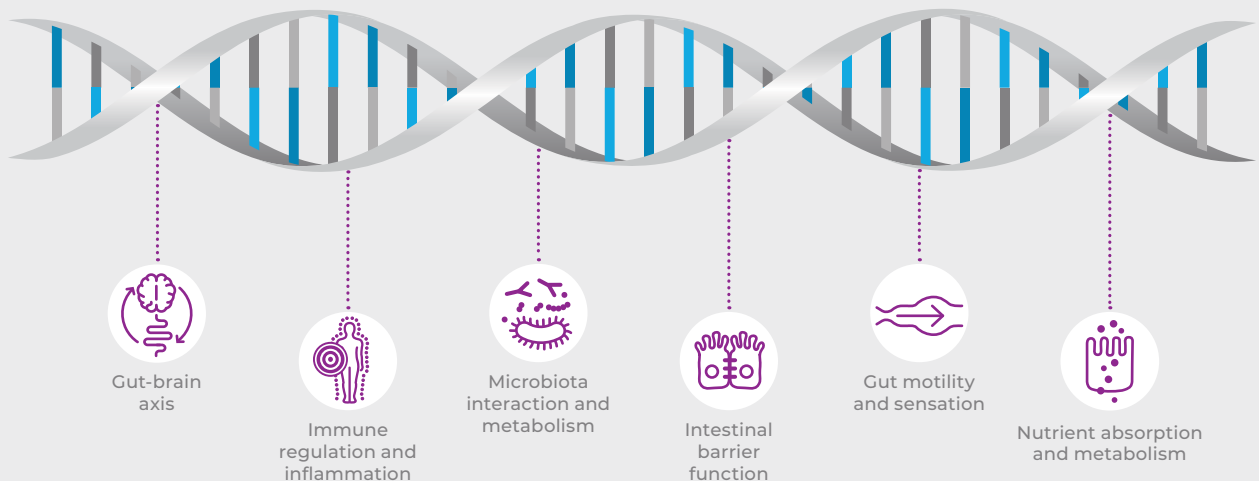 Gut-brain
axis
Immune
regulation and
inflammation
Microbiota
interaction and
metabolism
Intestinal
barrier
function
Gut motility
and sensation
Nutrient absorption
and metabolism